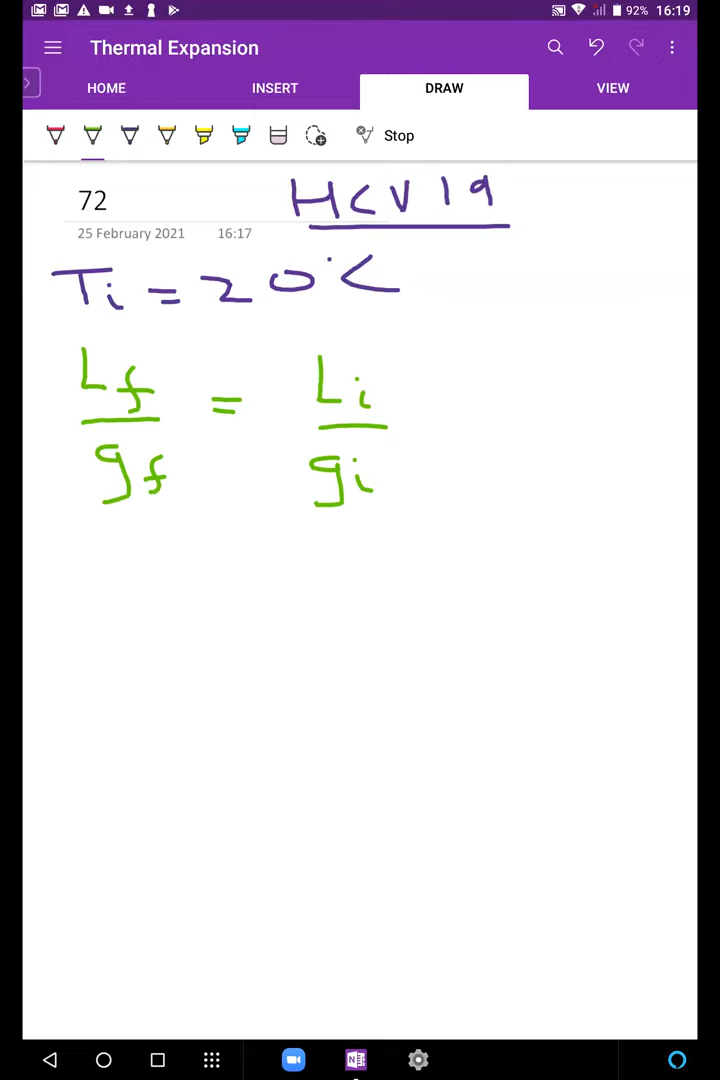 92% 16:19
Thermal Expansion
HOME INSERT DRAW VIEW
Stop
72
HCV 19
25 February 2021 16:17
Ti = 20°C
Lf/gf = Li/gi